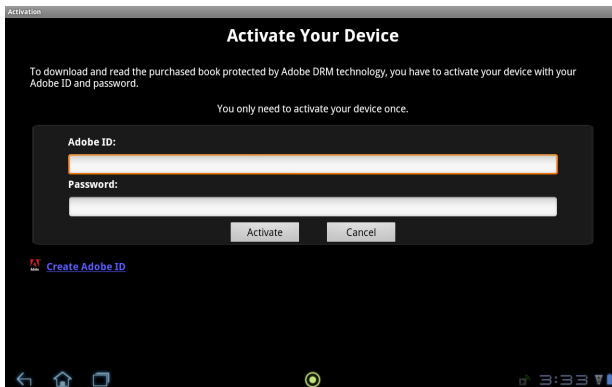 Activation
Activate Your Device
To download and read the purchased book protected by Adobe DRM technology, you have to activate your device with your
Adobe ID and password.
You only need to activate your device once.
Adobe ID:
Password:
Activate
Cancel
Adobe
Create Adobe ID
3:33